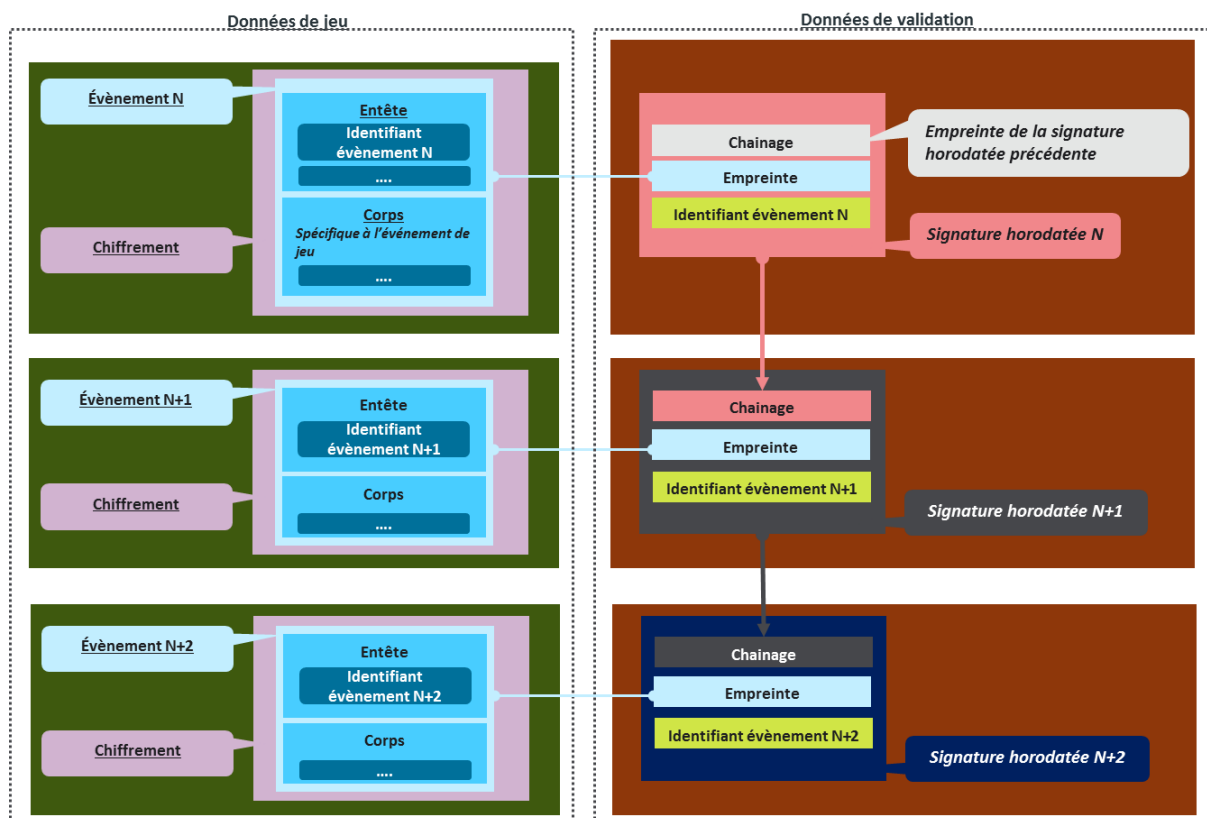 Données de jeu
Données de validation
Évènement N
Entête
Identifiant
évènement N
....
Corps
Spécifique à l'événement de
jeu
....
Chiffrement
Chainage
Empreinte
Identifiant évènement N
Empreinte de la signature
horodatée précédente
Signature horodatée N
Évènement N+1
Entête
Identifiant
évènement N+1
Corps
....
Chiffrement
Chainage
Empreinte
Identifiant évènement N+1
Signature horodatée N+1
Évènement N+2
Entête
Identifiant
évènement N+2
Corps
....
Chiffrement
Chainage
Empreinte
Identifiant évènement N+2
Signature horodatée N+2